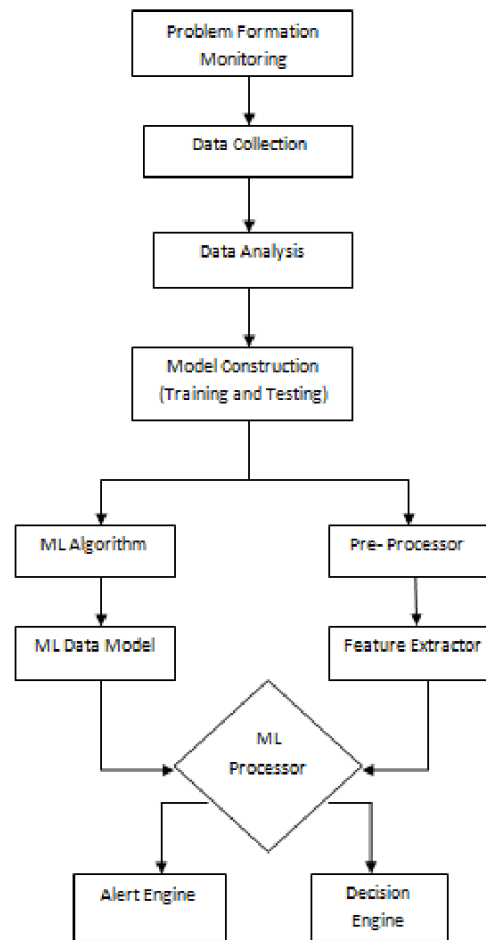 Problem Formation
Monitoring
Data Collection
Data Analysis
Model Construction
(Training and Testing)
ML Algorithm
Pre- Processor
ML Data Model
Feature Extractor
ML
Processor
Alert Engine
Decision
Engine